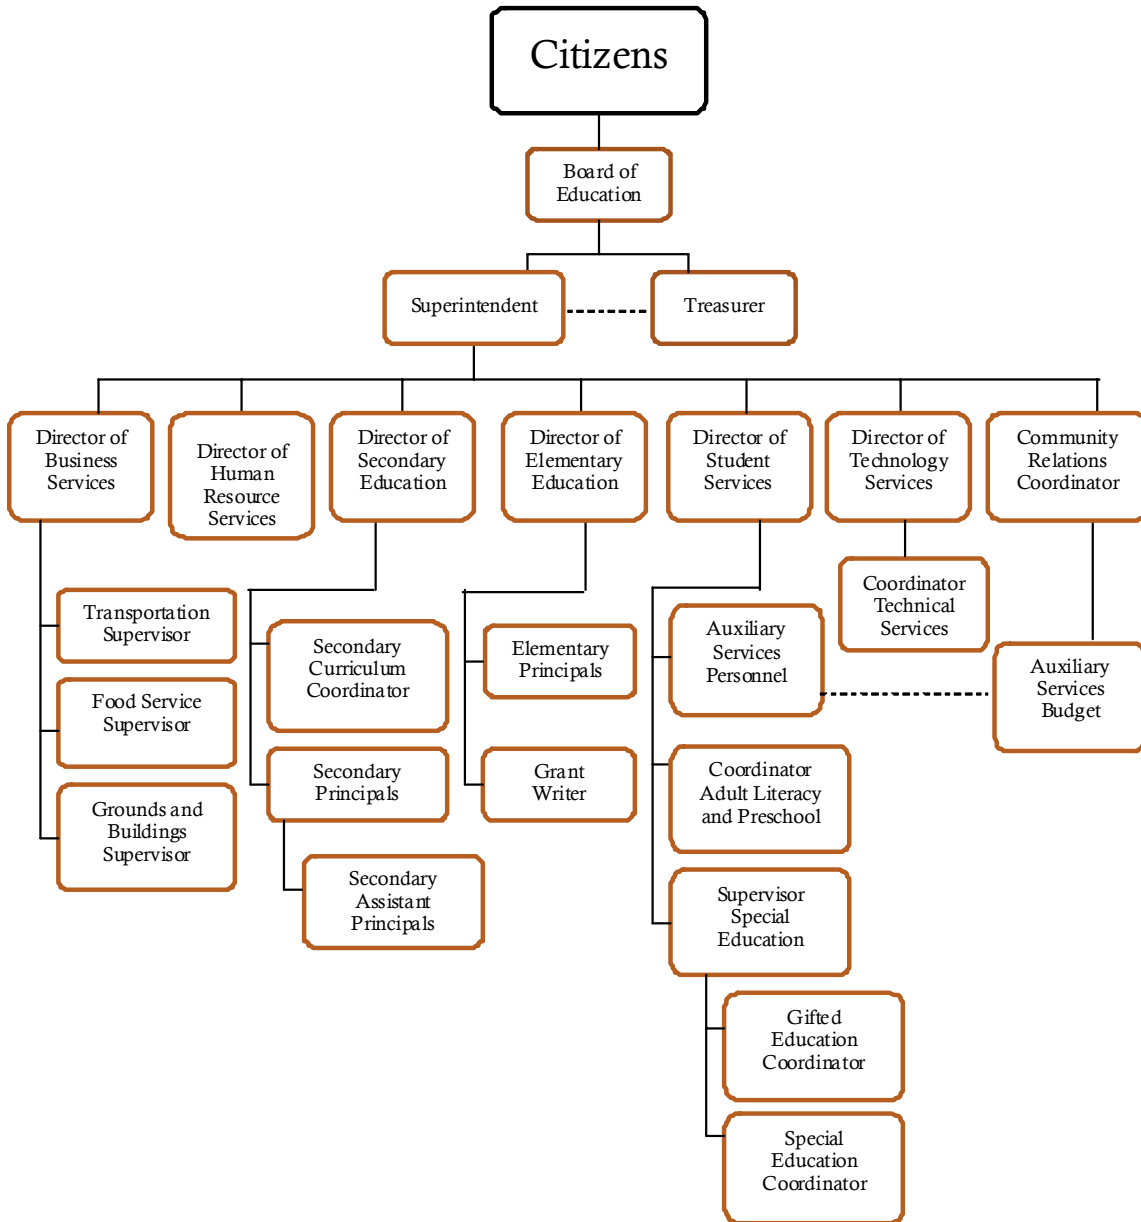 Citizens
Board of
Education
Superintendent
Treasurer
Director of
Business
Services
Director of
Human
Resource
Services
Director of
Secondary
Education
Director of
Elementary
Education
Director of
Student
Services
Director of
Technology
Services
Community
Relations
Coordinator
Transportation
Supervisor
Food Service
Supervisor
Grounds and
Buildings
Supervisor
Secondary
Curriculum
Coordinator
Secondary
Principals
Secondary
Assistant
Principals
Elementary
Principals
Grant
Writer
Auxiliary
Services
Personnel
Coordinator
Adult Literacy
and Preschool
Supervisor
Special
Education
Gifted
Education
Coordinator
Special
Education
Coordinator
Coordinator
Technical
Services
Auxiliary
Services
Budget